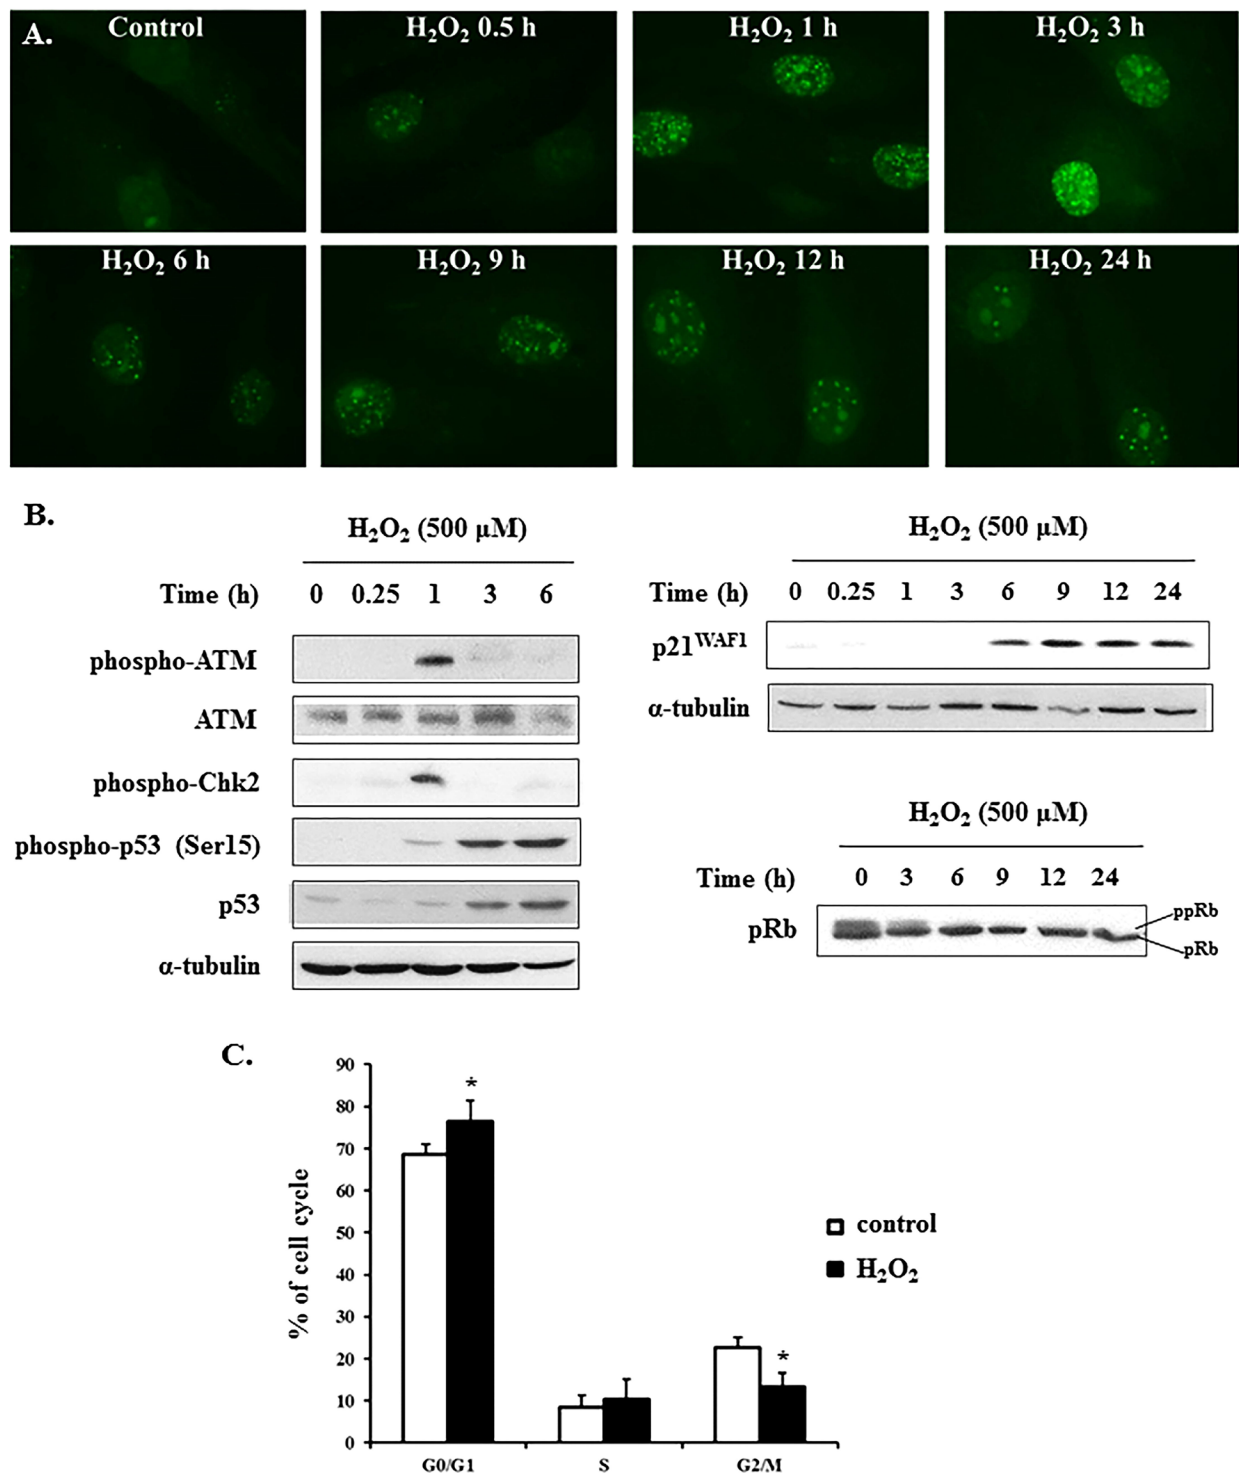 A.
Control
H₂O₂ 0.5 h
H₂O₂ 1 h
H₂O₂ 3 h
H₂O₂ 6 h
H₂O₂ 9 h
H₂O₂ 12 h
H₂O₂ 24 h
B.
H₂O₂ (500 μM)
Time (h) 0 0.25 1 3 6
phospho-ATM
ATM
phospho-Chk2
phospho-p53 (Ser15)
p53
α-tubulin
H₂O₂ (500 μM)
Time (h) 0 0.25 1 3 6 9 12 24
p21WAF1
α-tubulin
H₂O₂ (500 μM)
Time (h) 0 3 6 9 12 24
pRb
ppRb
pRb
C.
% of cell cycle
90
80
70
60
50
40
30
20
10
0
*
*
G0/G1 S G2/M
control
H₂O₂